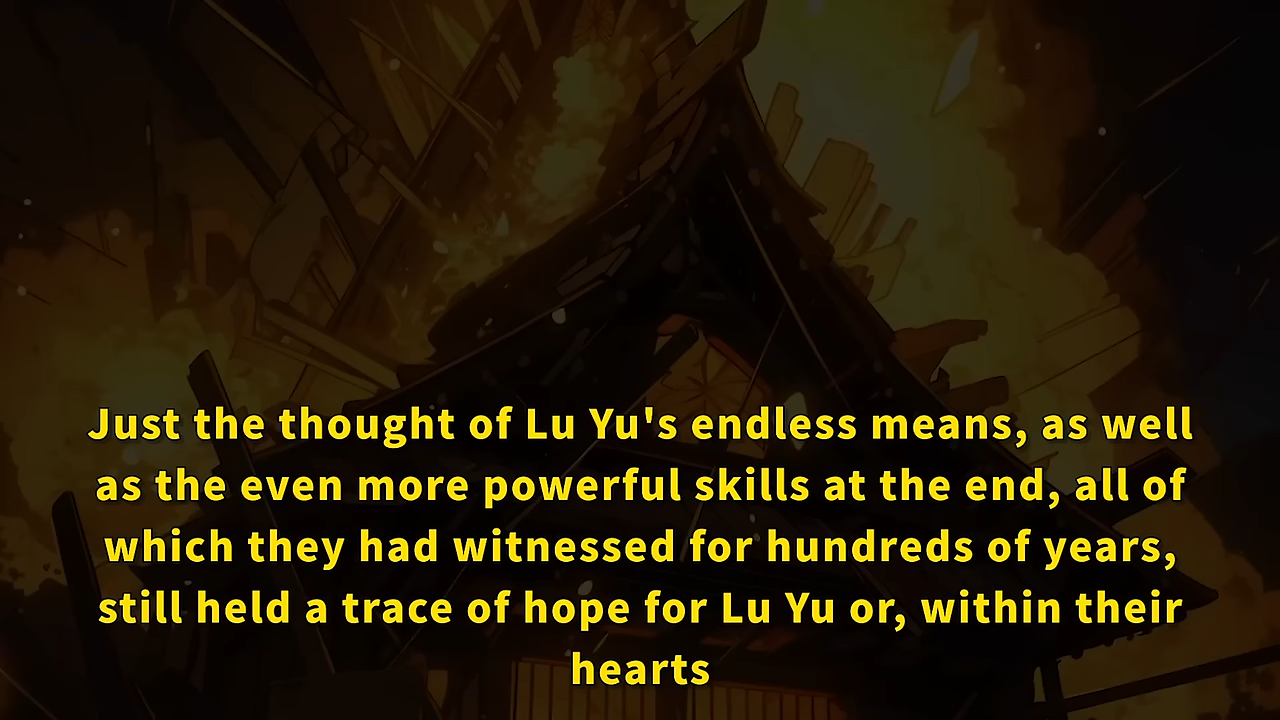 Just the thought of Lu Yu's endless means, as well
as the even more powerful skills at the end, all of
which they had witnessed for hundreds of years,
still held a trace of hope for Lu Yu or, within their
hearts